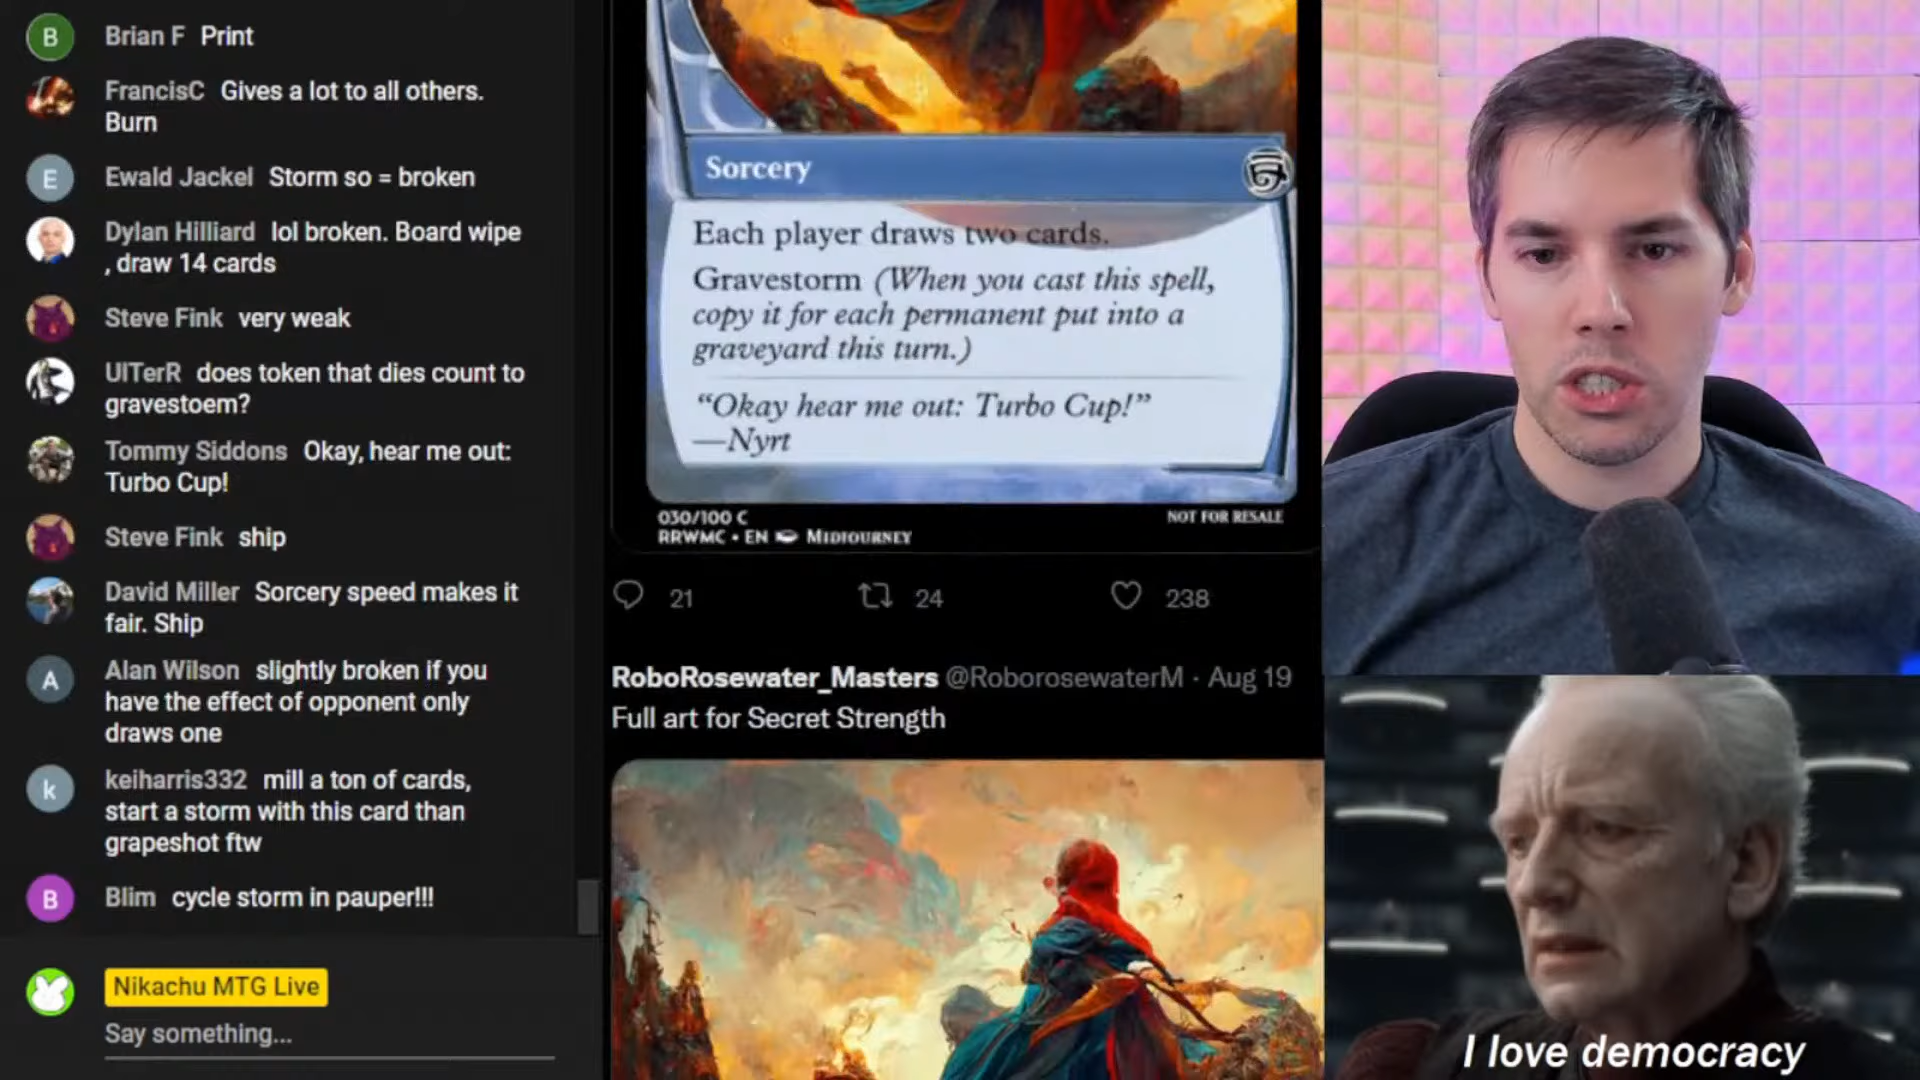 B
Brian F Print
FrancisC Gives a lot to all others.
Burn
E
Ewald Jackel Storm so = broken
Dylan Hilliard lol broken. Board wipe
, draw 14 cards
Steve Fink very weak
UlTerR does token that dies count to
gravestoem?
Tommy Siddons Okay, hear me out:
Turbo Cup!
Steve Fink ship
David Miller Sorcery speed makes it
fair. Ship
A
Alan Wilson slightly broken if you
have the effect of opponent only
draws one
k
keiharris332 mill a ton of cards,
start a storm with this card than
grapeshot ftw
B
Blim cycle storm in pauper!!!
Nikachu MTG Live
Say something...
Sorcery
Each player draws two cards.
Gravestorm (When you cast this spell,
copy it for each permanent put into a
graveyard this turn.)
"Okay hear me out: Turbo Cup!"
—Nyrt
030/100 C
NOT FOR RESALE
RRWMC • EN MIDJOURNEY
21 24 238
RoboRosewater_Masters @RoborosewaterM · Aug 19
Full art for Secret Strength
I love democracy